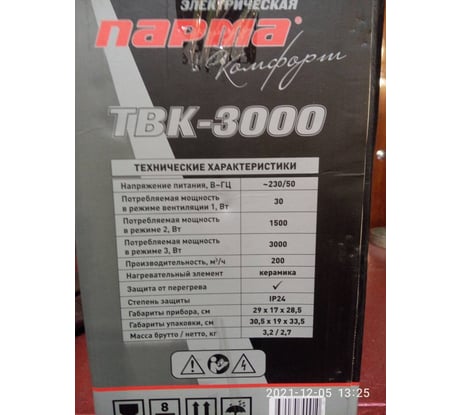 ЭЛЕКТРИЧЕСКАЯ
ПАРМА
Комфорт
ТВК-3000
ТЕХНИЧЕСКИЕ ХАРАКТЕРИСТИКИ
Напряжение питания, В~ГЦ ~230/50
Потребляемая мощность
в режиме вентиляции 1, Вт 30
Потребляемая мощность
в режиме 2, Вт 1500
Потребляемая мощность
в режиме 3, Вт 3000
Производительность, м³/ч 200
Нагревательный элемент керамика
Защита от перегрева ✓
Степень защиты IP24
Габариты прибора, см 29 х 17 х 28,5
Габариты упаковки, см 30,5 х 19 х 33,5
Масса брутто / нетто, кг 3,2 / 2,7
2021-12-05 13:25
8